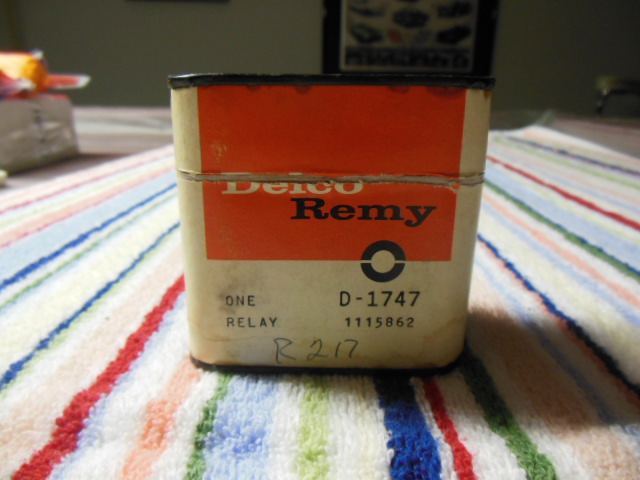 Delco
Remy
ONE D-1747
RELAY 1115862
R 217